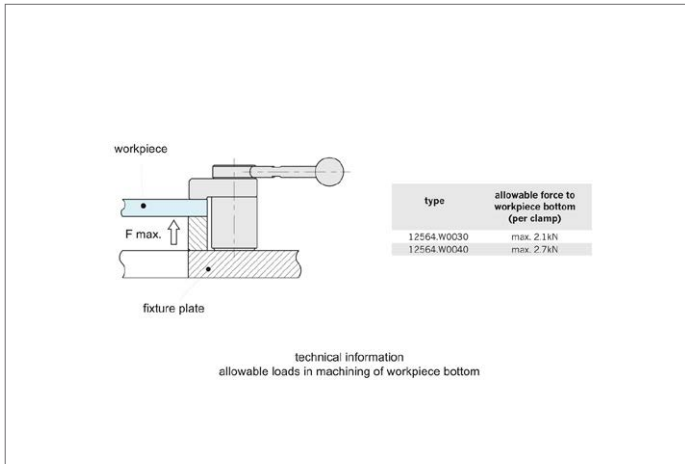 workpiece
F max.
fixture plate
type allowable force to
workpiece bottom
(per clamp)
12564.W0030 max. 2.1kN
12564.W0040 max. 2.7kN
technical information
allowable loads in machining of workpiece bottom